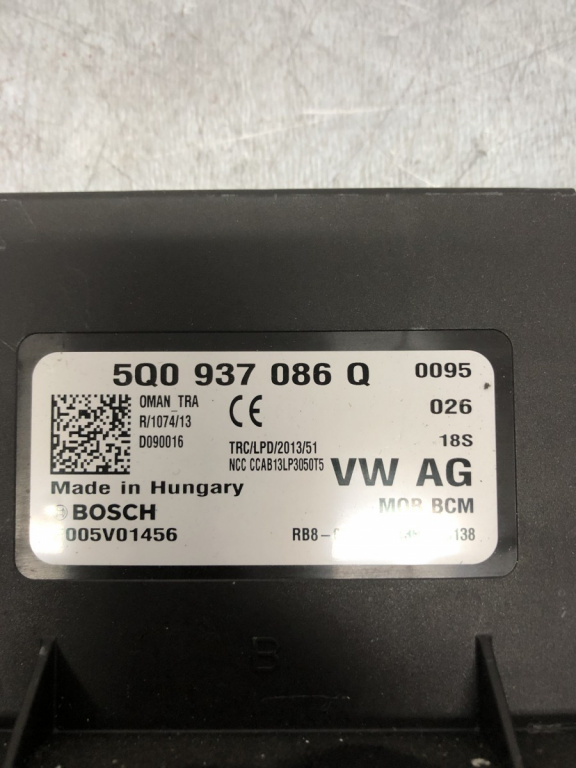 5Q0 937 086 Q 0095
OMAN_TRA
R/1074/13
D090016
CE
026
18S
TRC/LPD/2013/51
NCC CCAB13LP3050T5
VW AG
Made in Hungary
BOSCH
MQB BCM
005V01456
138
8